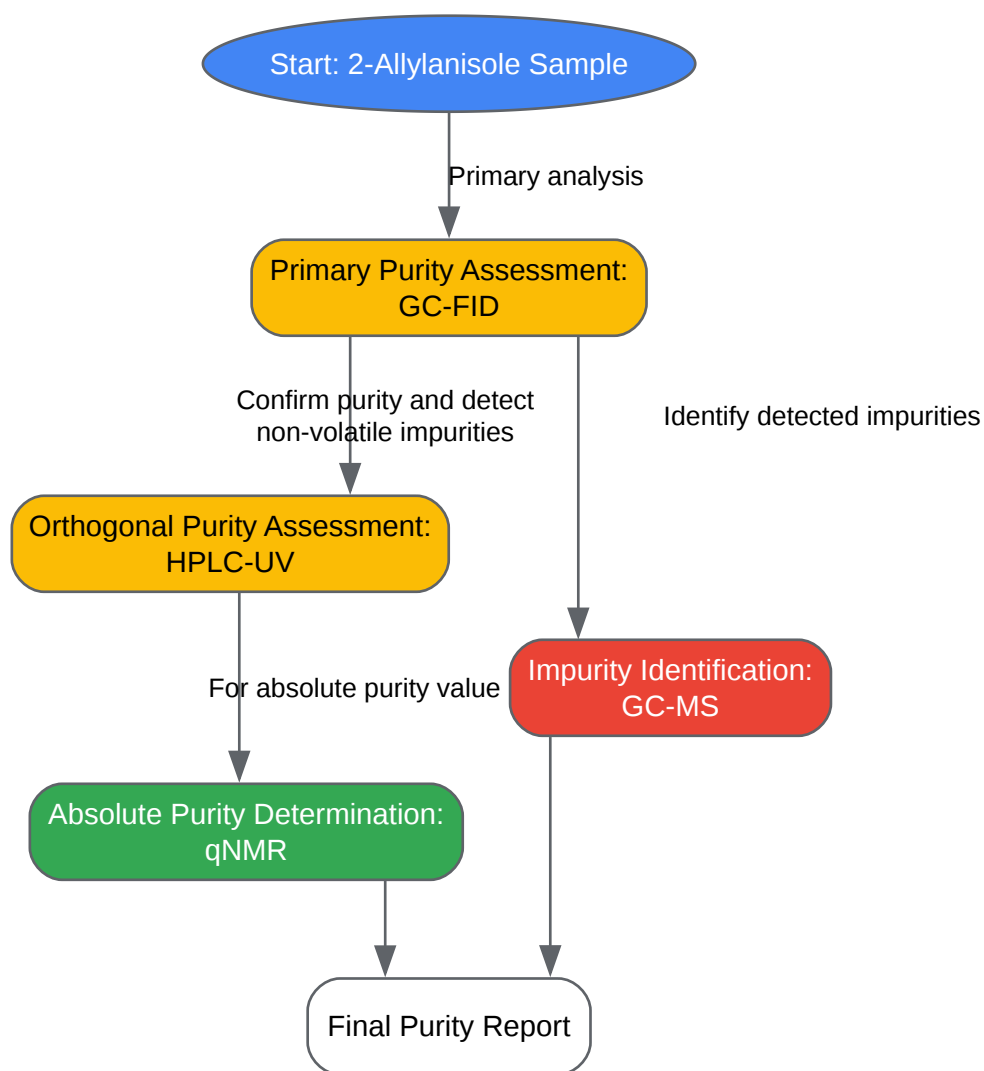 Start: 2-Allylanisole Sample
Primary analysis
Primary Purity Assessment:
GC-FID
Confirm purity and detect
non-volatile impurities
Identify detected impurities
Orthogonal Purity Assessment:
HPLC-UV
For absolute purity value
Impurity Identification:
GC-MS
Absolute Purity Determination:
qNMR
Final Purity Report